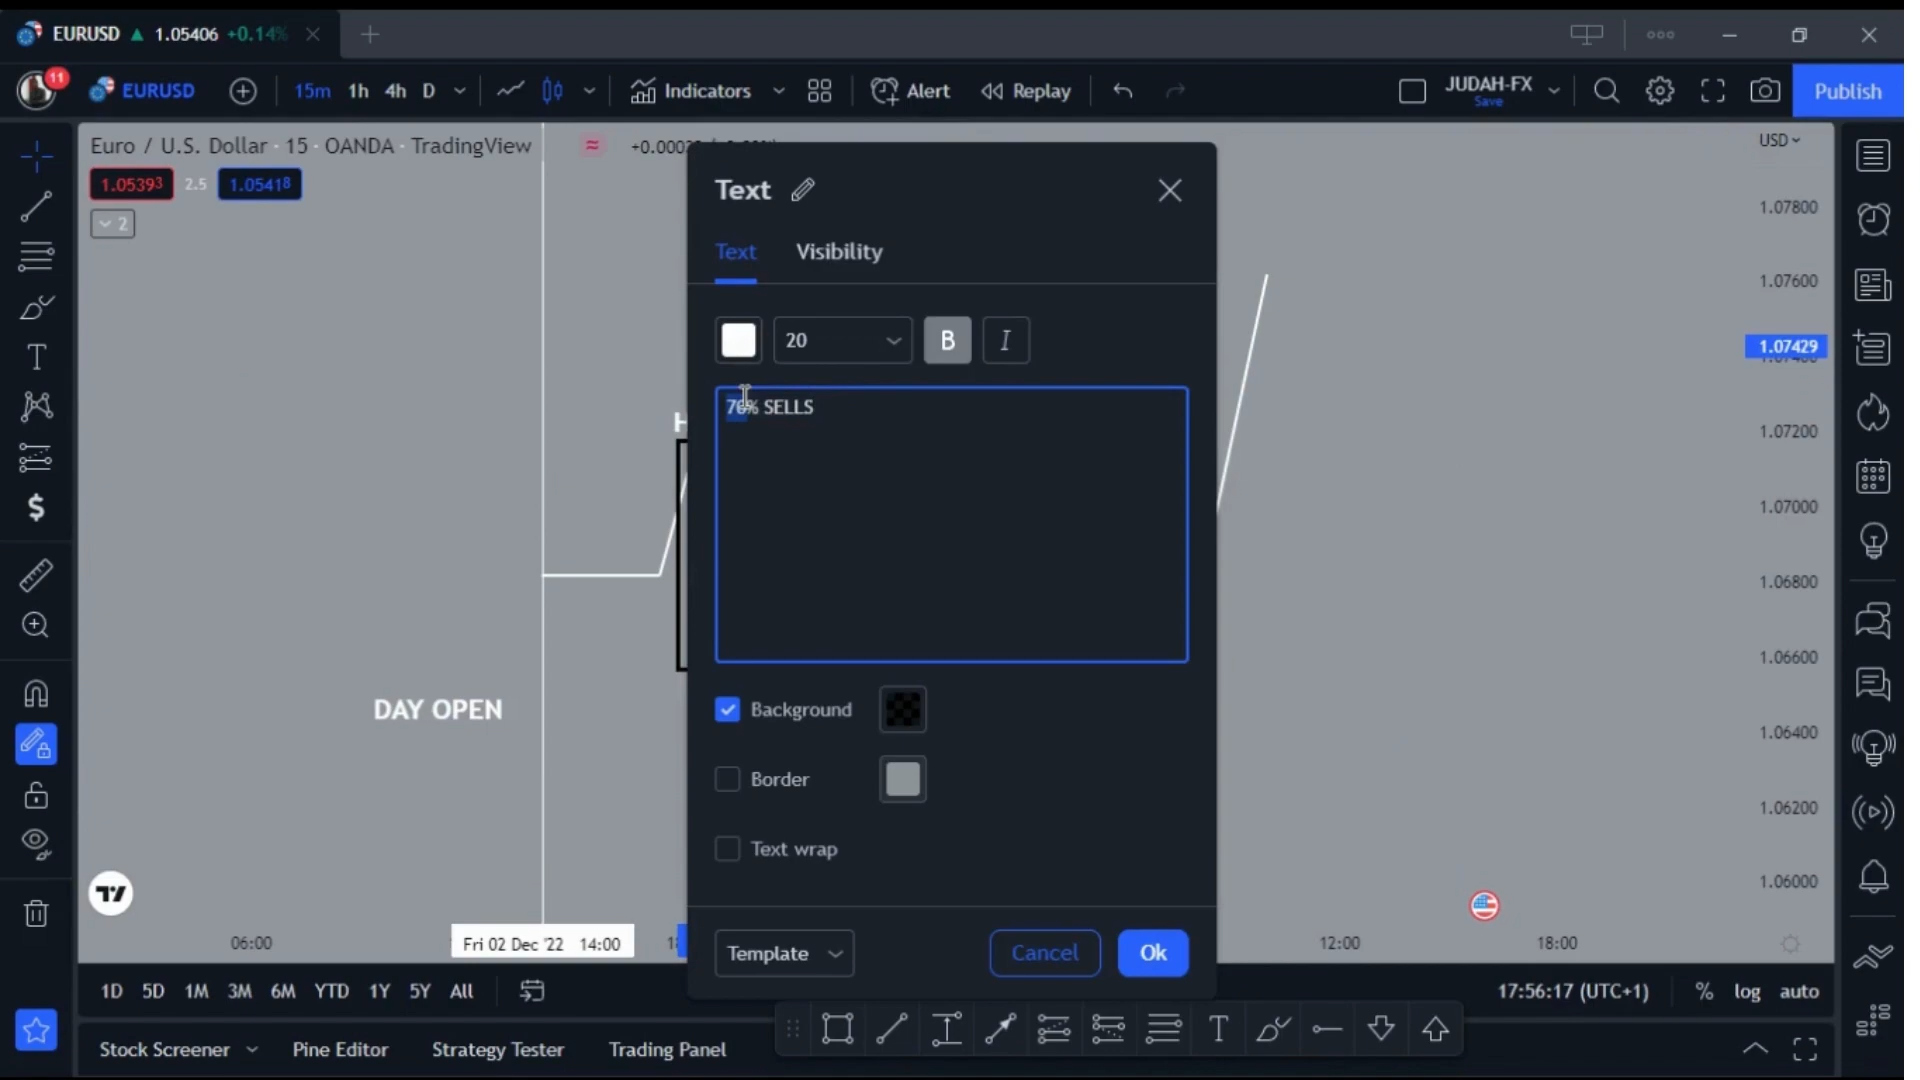 EURUSD ▲ 1.05406 +0.14%
11 EURUSD 15m 1h 4h D Indicators Alert Replay JUDAH-FX Save Publish
Euro / U.S. Dollar · 15 · OANDA · TradingView
USD
1.05393 2.5 1.05418
2
Text
Text Visibility
20 B I
76% SELLS
Background
Border
Text wrap
Template Cancel Ok
DAY OPEN
1.07800
1.07600
1.07429
1.07200
1.07000
1.06800
1.06600
1.06400
1.06200
1.06000
06:00 Fri 02 Dec '22 14:00 12:00 18:00
1D 5D 1M 3M 6M YTD 1Y 5Y All 17:56:17 (UTC+1) % log auto
Stock Screener Pine Editor Strategy Tester Trading Panel